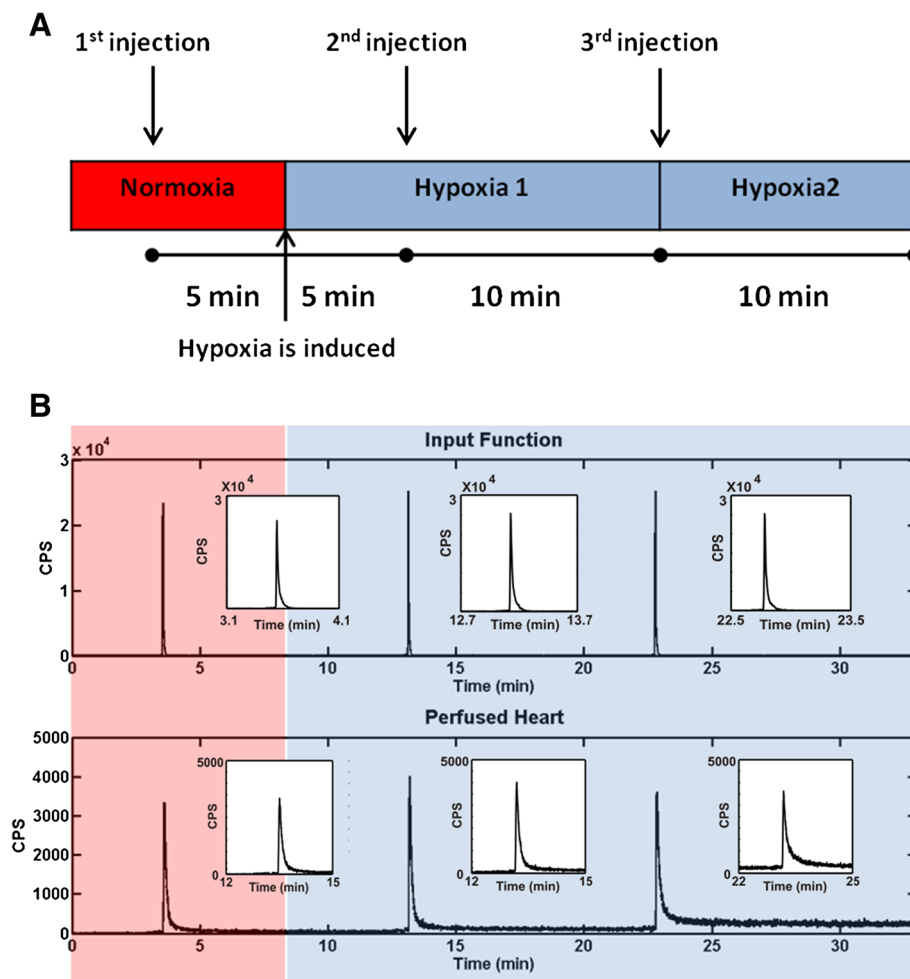 A
1st injection 2nd injection 3rd injection
Normoxia Hypoxia 1 Hypoxia2
5 min 5 min 10 min 10 min
Hypoxia is induced
B
Input Function
x 10^4
3
2
1
0
CPS
X10^4
3
CPS
3.1 Time (min) 4.1
X10^4
3
CPS
12.7 Time (min) 13.7
X10^4
3
CPS
22.5 Time (min) 23.5
0 5 10 15 20 25 30
Time (min)
Perfused Heart
5000
4000
3000
2000
1000
0
CPS
5000
CPS
0
12 Time (min) 15
5000
CPS
0
12 Time (min) 15
5000
CPS
0
22 Time (min) 25
0 5 10 15 20 25 30
Time (min)